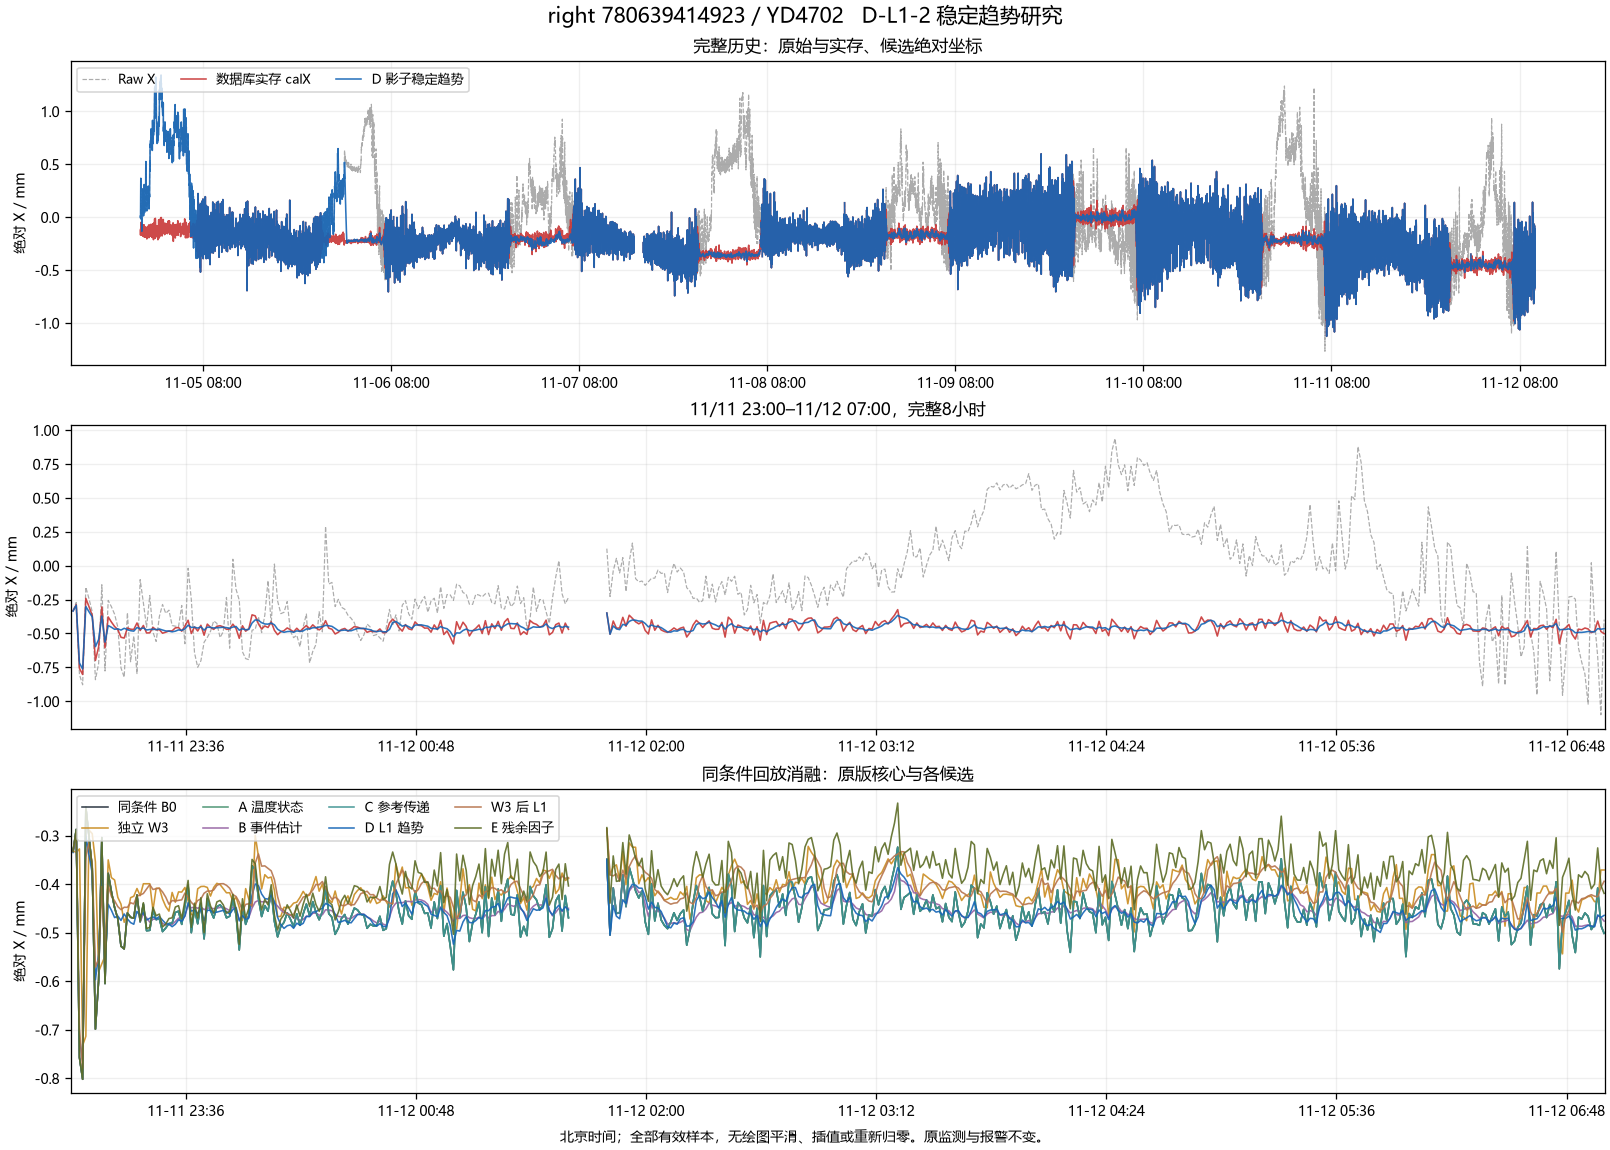 right 780639414923 / YD4702 D-L1-2 稳定趋势研究
完整历史：原始与实存、候选绝对坐标
Raw X 数据库实存 calX D 影子稳定趋势
绝对 X / mm
1.0
0.5
0.0
-0.5
-1.0
11-05 08:00 11-06 08:00 11-07 08:00 11-08 08:00 11-09 08:00 11-10 08:00 11-11 08:00 11-12 08:00
11/11 23:00–11/12 07:00，完整8小时
绝对 X / mm
1.00
0.75
0.50
0.25
0.00
-0.25
-0.50
-0.75
-1.00
11-11 23:36 11-12 00:48 11-12 02:00 11-12 03:12 11-12 04:24 11-12 05:36 11-12 06:48
同条件回放消融：原版核心与各候选
同条件 B0 A 温度状态 C 参考传递 W3 后 L1
独立 W3 B 事件估计 D L1 趋势 E 残余因子
绝对 X / mm
-0.3
-0.4
-0.5
-0.6
-0.7
-0.8
11-11 23:36 11-12 00:48 11-12 02:00 11-12 03:12 11-12 04:24 11-12 05:36 11-12 06:48
北京时间；全部有效样本，无绘图平滑、插值或重新归零。原监测与报警不变。